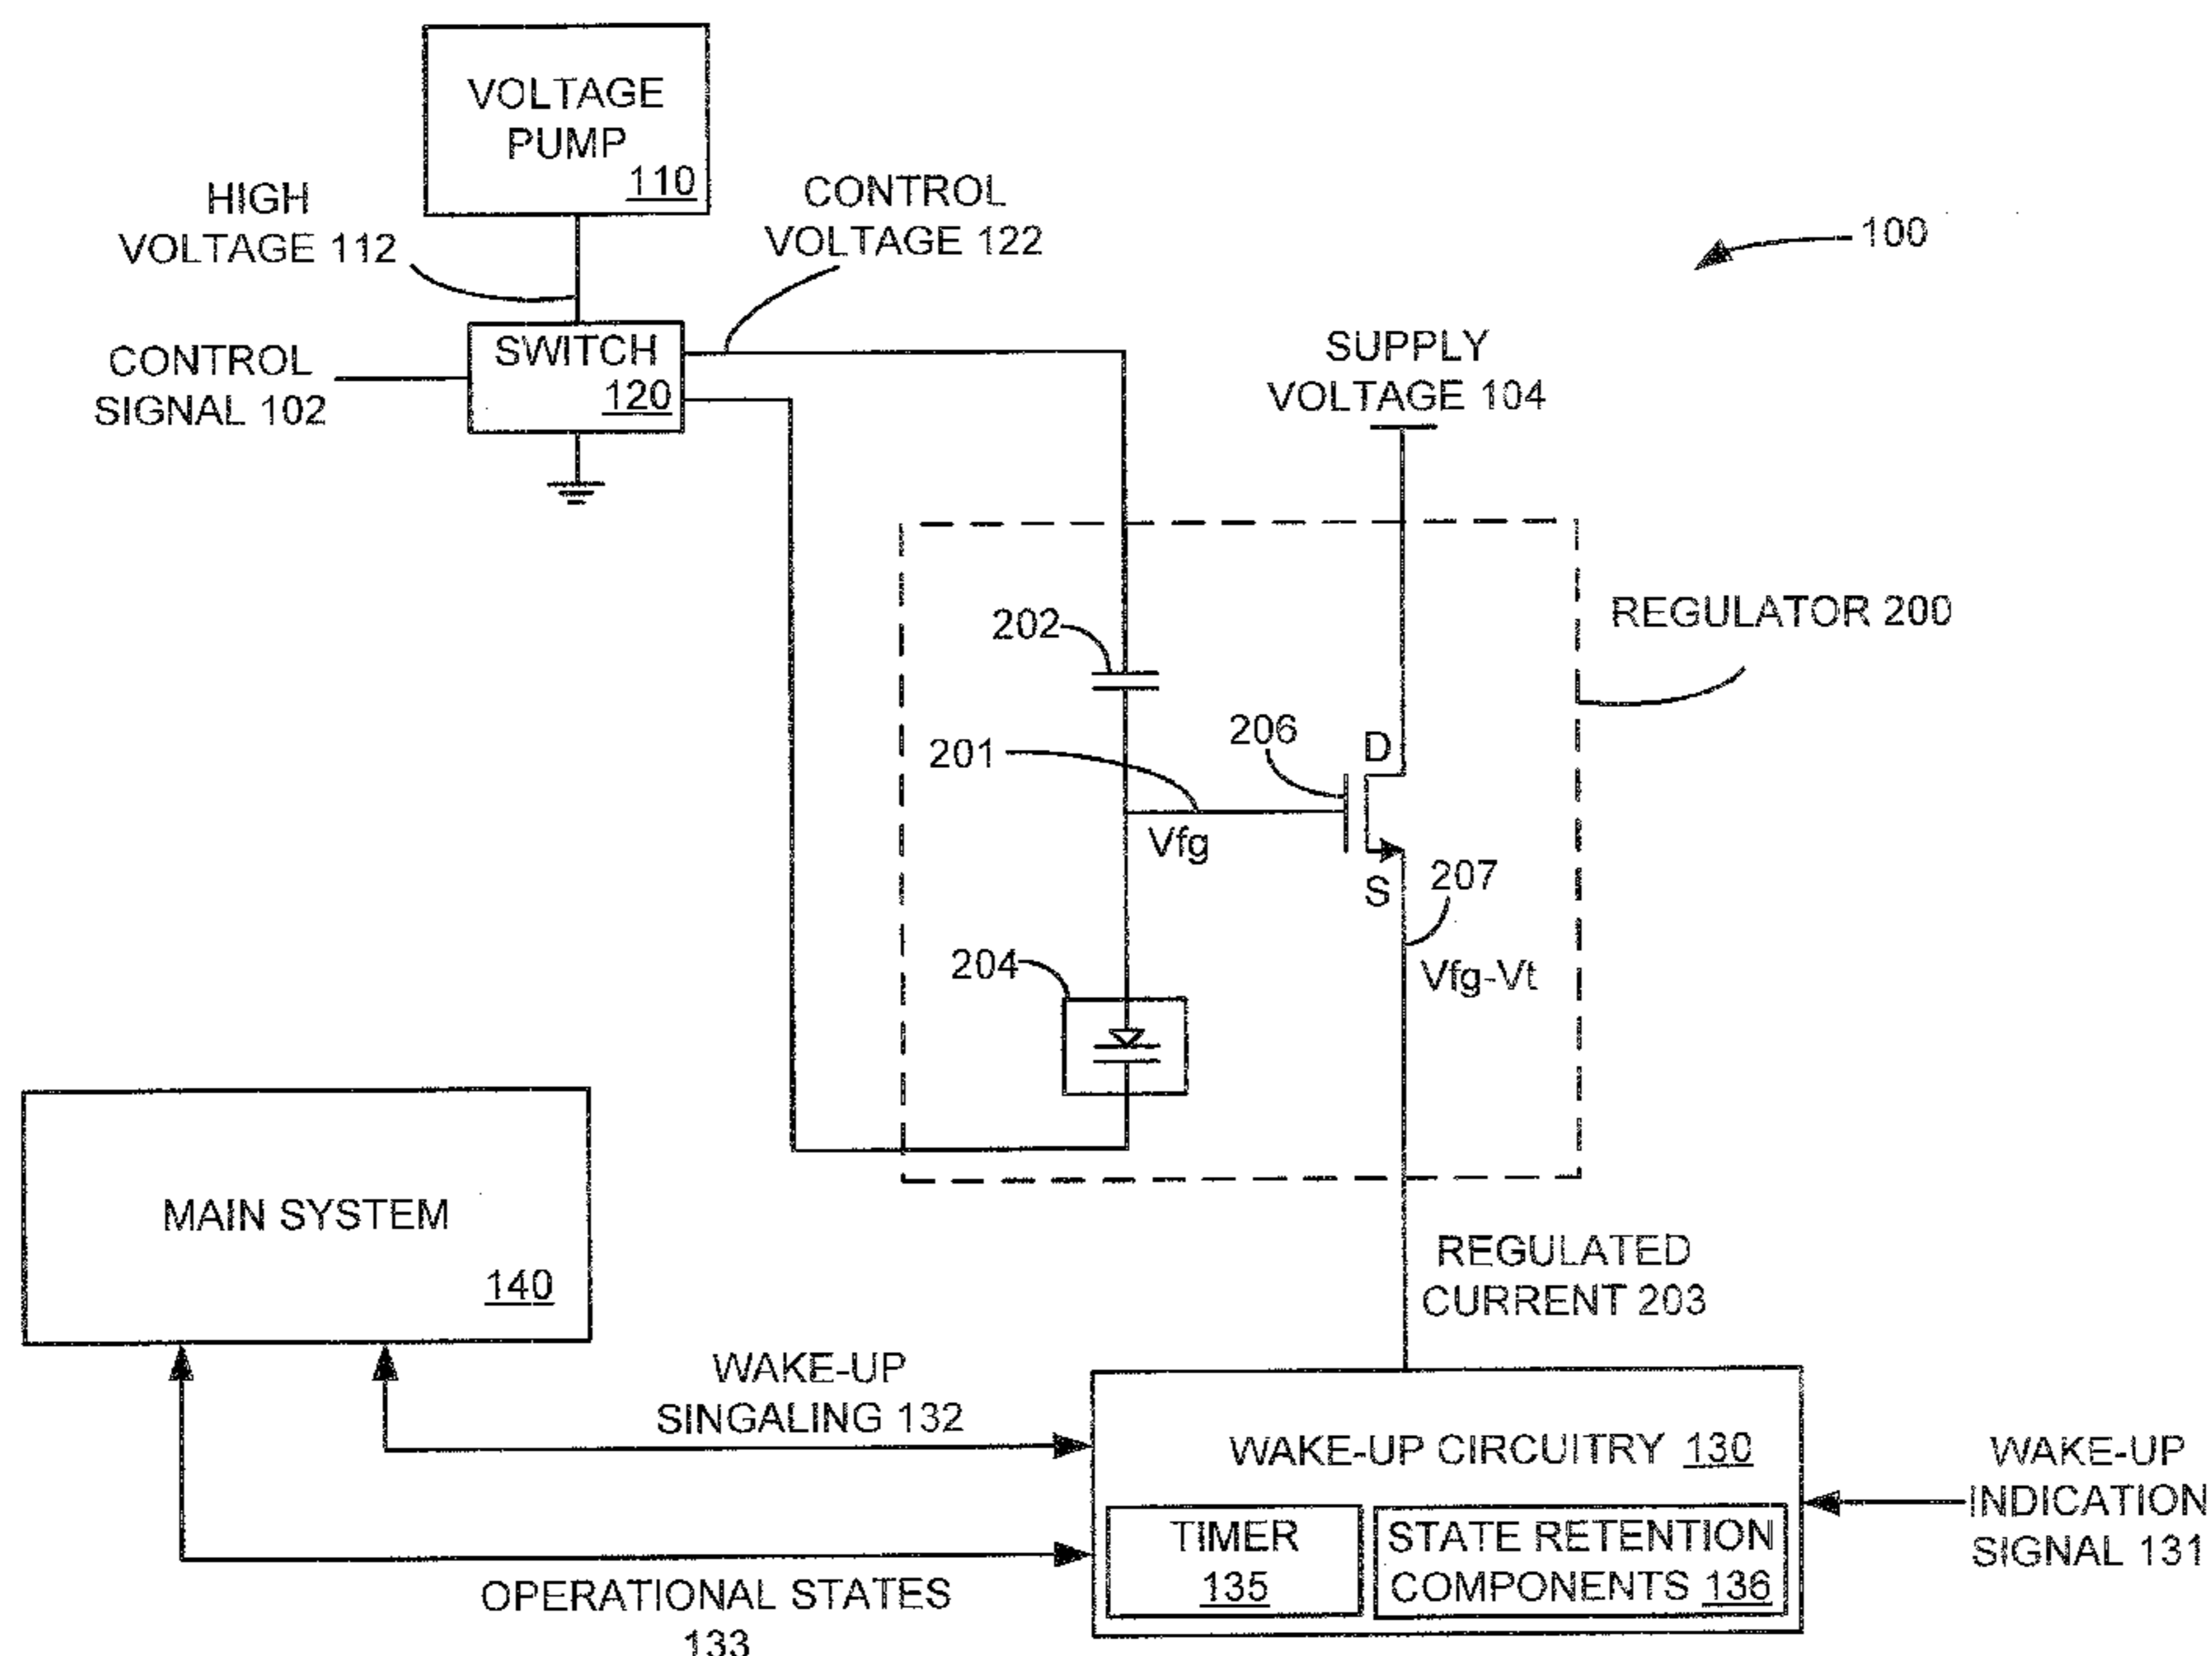 VOLTAGE
PUMP
110
HIGH
VOLTAGE 112
CONTROL
VOLTAGE 122
100
CONTROL
SIGNAL 102
SWITCH
120
SUPPLY
VOLTAGE 104
REGULATOR 200
202
206
201
D
Vfg
S
207
Vfg-Vt
204
MAIN SYSTEM
140
REGULATED
CURRENT 203
WAKE-UP
SINGALING 132
WAKE-UP CIRCUITRY 130
WAKE-UP
INDICATION
SIGNAL 131
TIMER
135
STATE RETENTION
COMPONENTS 136
OPERATIONAL STATES
133